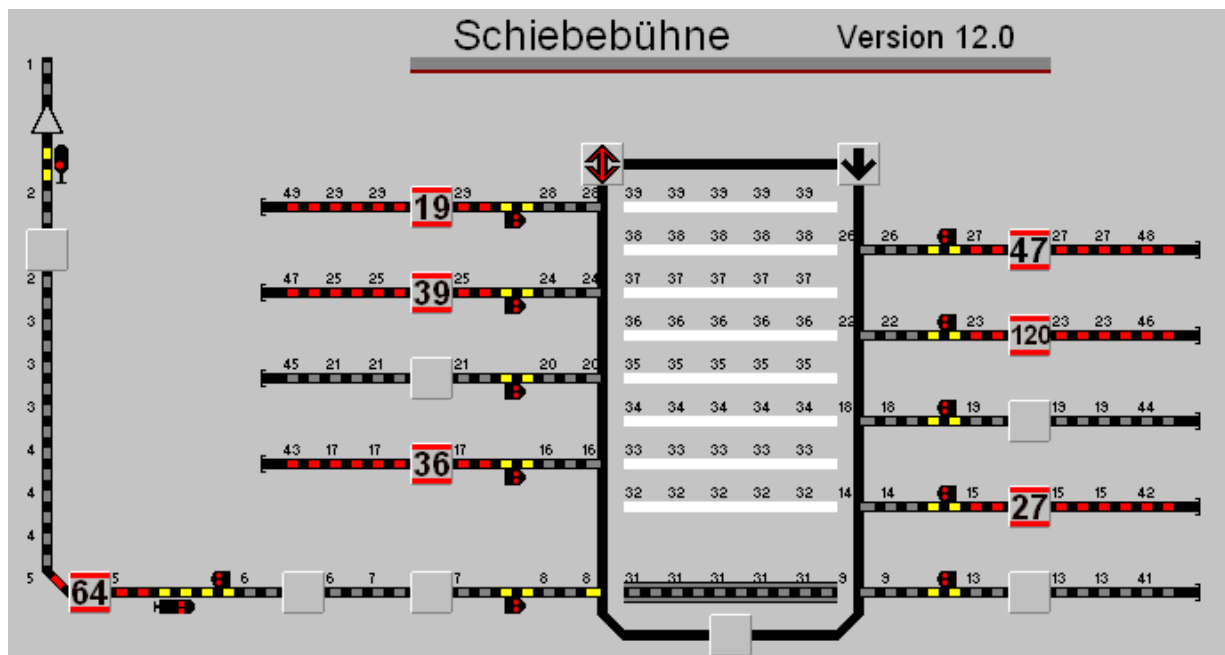 Schiebebühne Version 12.0
1
2
49 29 29 19 29 28 28 39 39 39 39 39
38 38 38 38 38 26 26 27 47 27 27 48
2 47 25 25 39 25 24 24 37 37 37 37 37
3 36 36 36 36 36 22 22 23 120 23 23 46
3 45 21 21 21 20 20 35 35 35 35 35
3 34 34 34 34 34 18 18 19 19 19 44
4 43 17 17 36 17 16 16 33 33 33 33 33
4 32 32 32 32 32 14 14 15 27 15 15 42
4
5 64 5 6 6 7 7 8 8 31 31 31 31 31 9 9 13 13 13 41